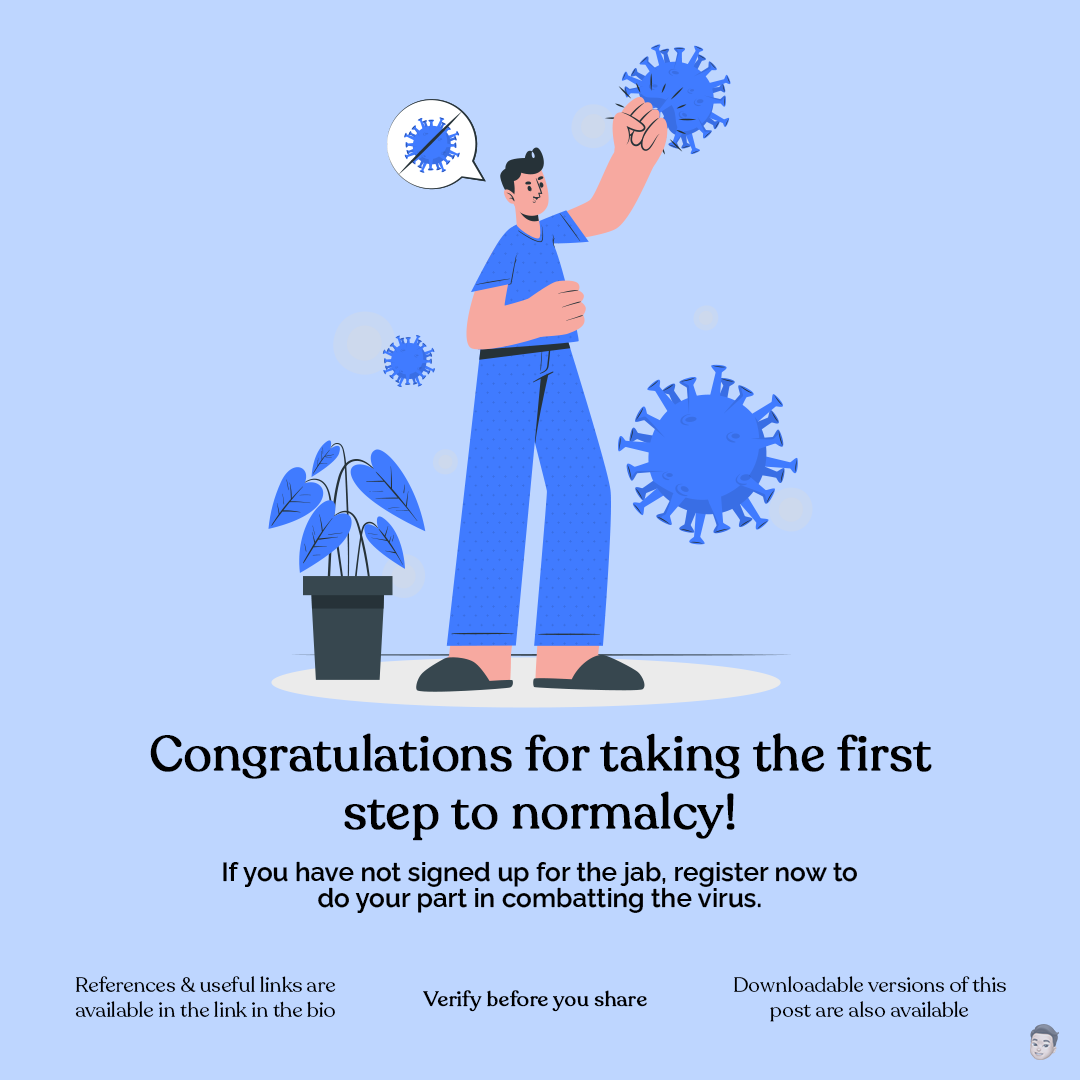 Congratulations for taking the first
step to normalcy!
If you have not signed up for the jab, register now to
do your part in combatting the virus.
References & useful links are
available in the link in the bio
Verify before you share
Downloadable versions of this
post are also available